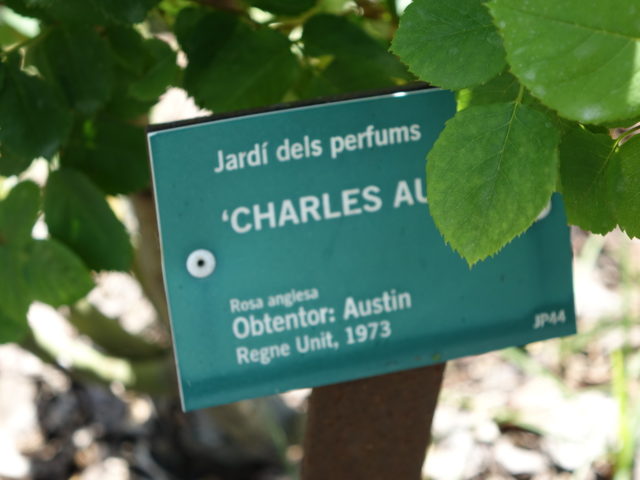 Jardí dels perfums
‘CHARLES AU
Rosa anglesa
Obtentor: Austin
Regne Unit, 1973
JP44